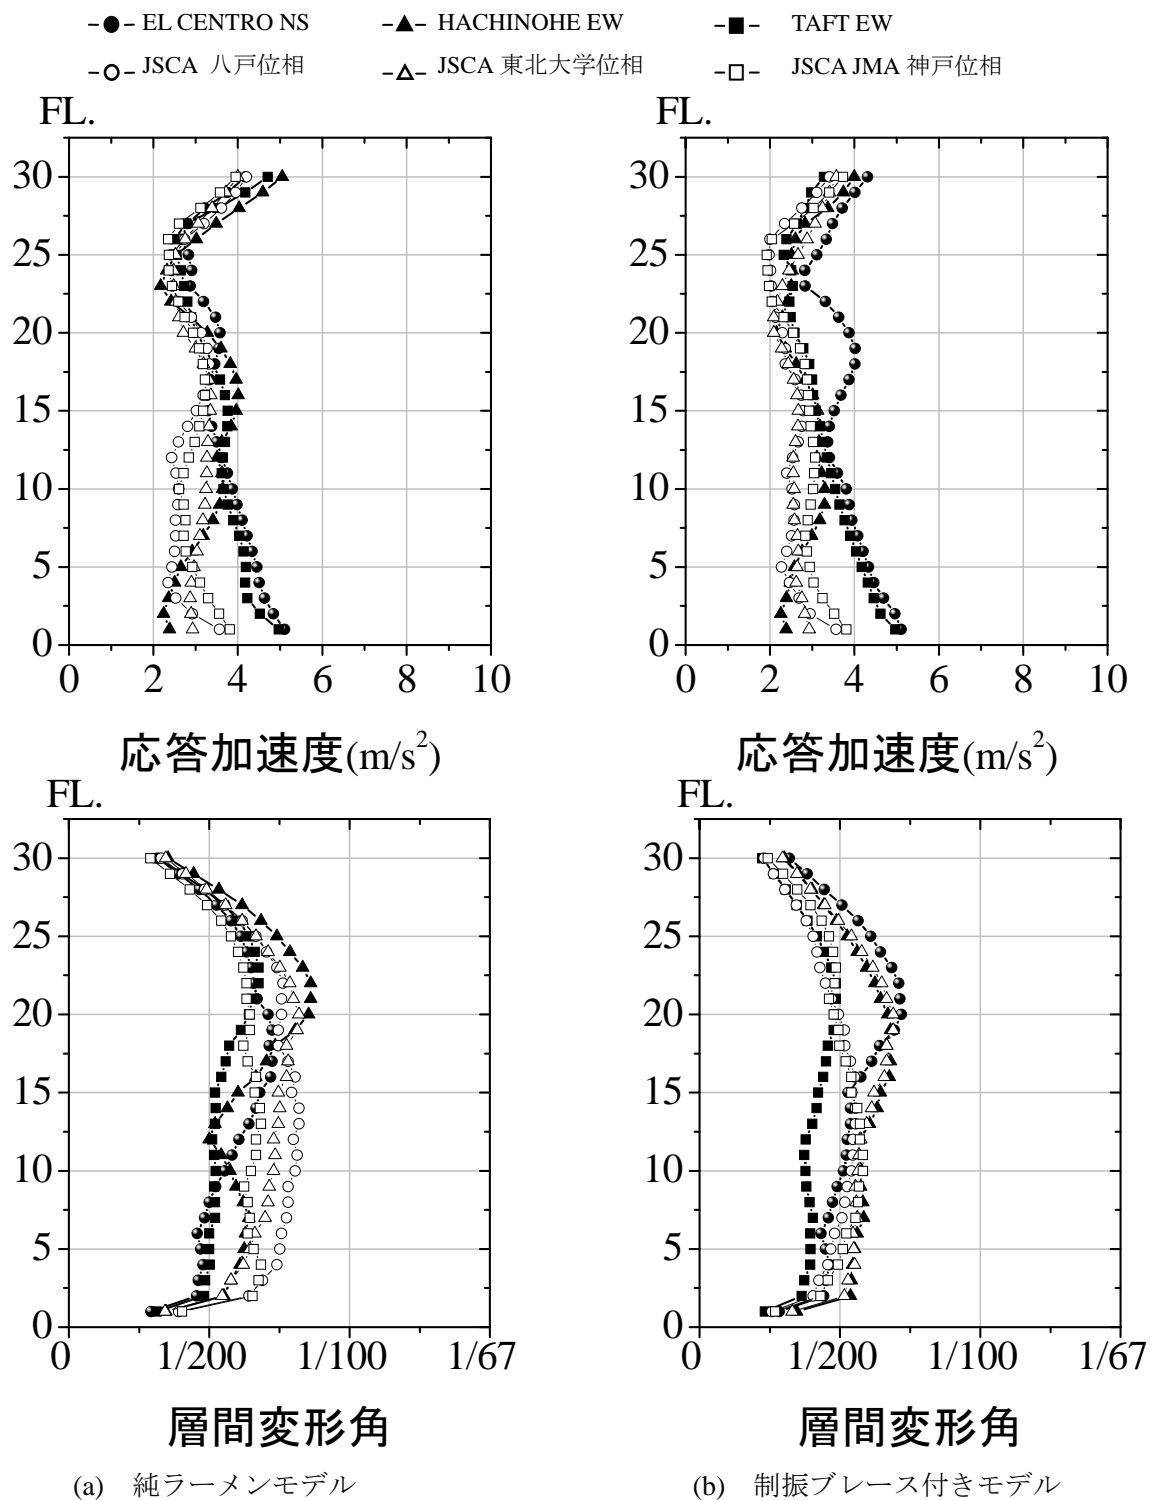 EL CENTRO NS HACHINOHE EW TAFT EW
JSCA 八戸位相 JSCA 東北大学位相 JSCA JMA 神戸位相
FL. FL.
30 30
25 25
20 20
15 15
10 10
5 5
0 0
0 2 4 6 8 10 0 2 4 6 8 10
応答加速度(m/s²) 応答加速度(m/s²)
FL. FL.
30 30
25 25
20 20
15 15
10 10
5 5
0 0
0 1/200 1/100 1/67 0 1/200 1/100 1/67
層間変形角 層間変形角
(a) 純ラーメンモデル (b) 制振ブレース付きモデル